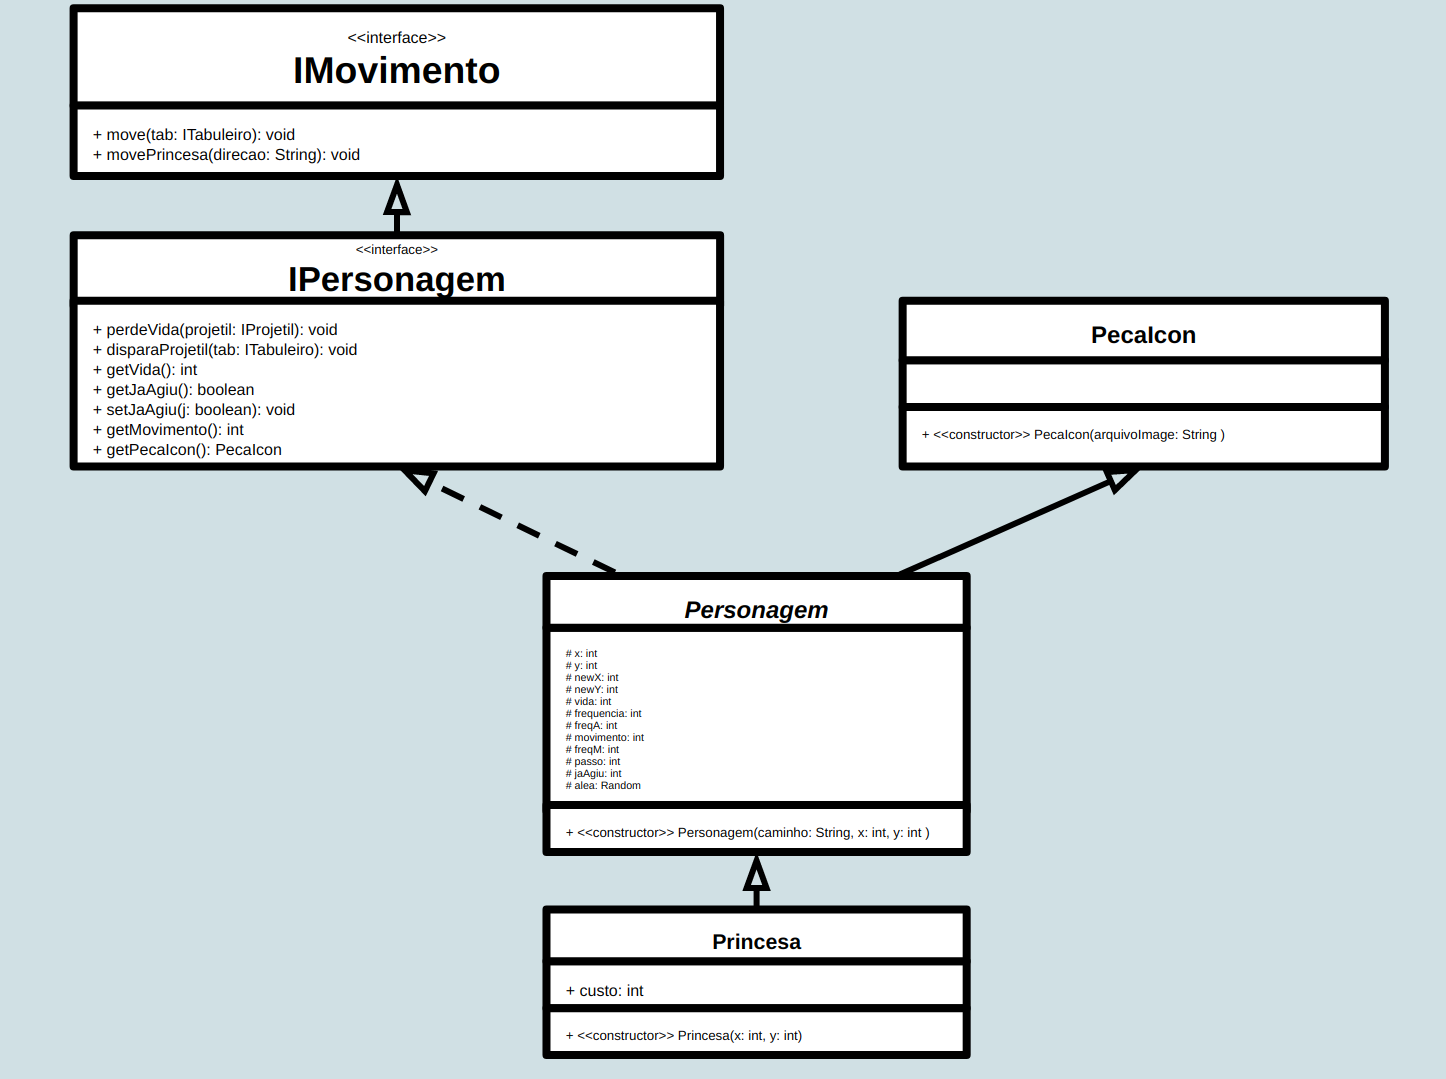 <<interface>>
IMovimento
+ move(tab: ITabuleiro): void
+ movePrincesa(direcao: String): void
<<interface>>
IPersonagem
+ perdeVida(projetil: IProjetil): void
+ disparaProjetil(tab: ITabuleiro): void
+ getVida(): int
+ getJaAgiu(): boolean
+ setJaAgiu(j: boolean): void
+ getMovimento(): int
+ getPecaIcon(): PecaIcon
PecaIcon
+ <<constructor>> PecaIcon(arquivoImage: String )
Personagem
# x: int
# y: int
# newX: int
# newY: int
# vida: int
# frequencia: int
# freqA: int
# movimento: int
# freqM: int
# passo: int
# jaAgiu: int
# alea: Random
+ <<constructor>> Personagem(caminho: String, x: int, y: int )
Princesa
+ custo: int
+ <<constructor>> Princesa(x: int, y: int)